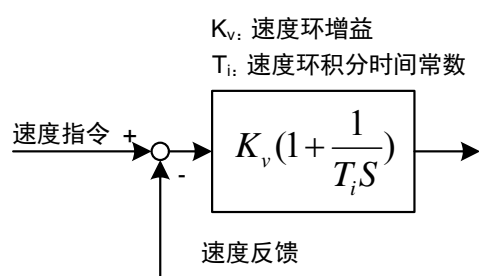 Kv: 速度环增益
Ti: 速度环积分时间常数
速度指令 +
Kv(1+1/TiS)
-
速度反馈